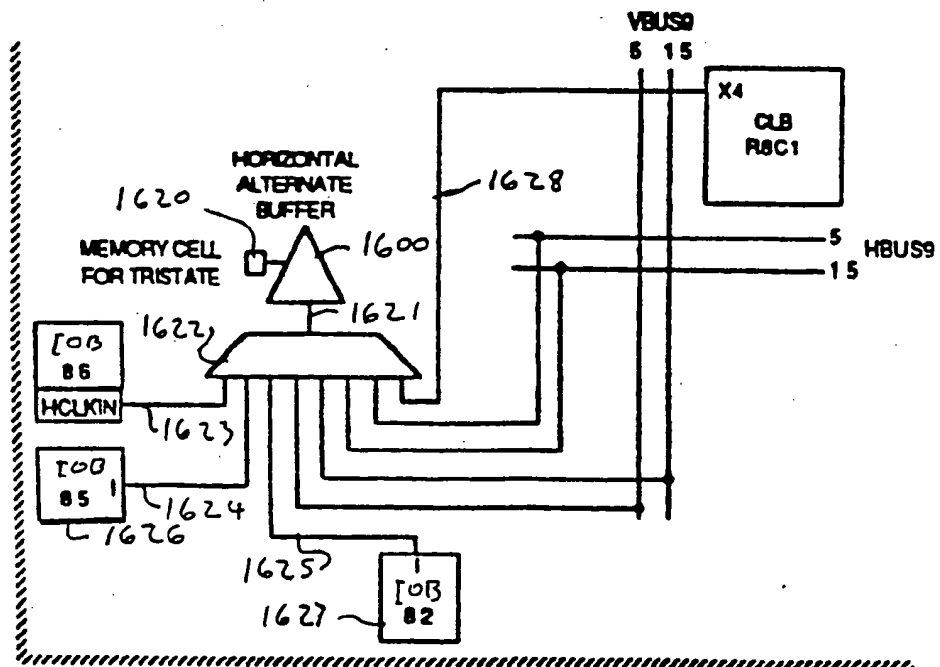 VBUS9
5 15
X4
CLB
R8C1
HORIZONTAL
ALTERNATE
BUFFER
1628
1620
1600
5
HBUS9
15
MEMORY CELL
FOR TRISTATE
1621
1622
IOB
86
HCLKIN
1623
IOB
85 I
1624
1626
1625
I
IOB
82
1627